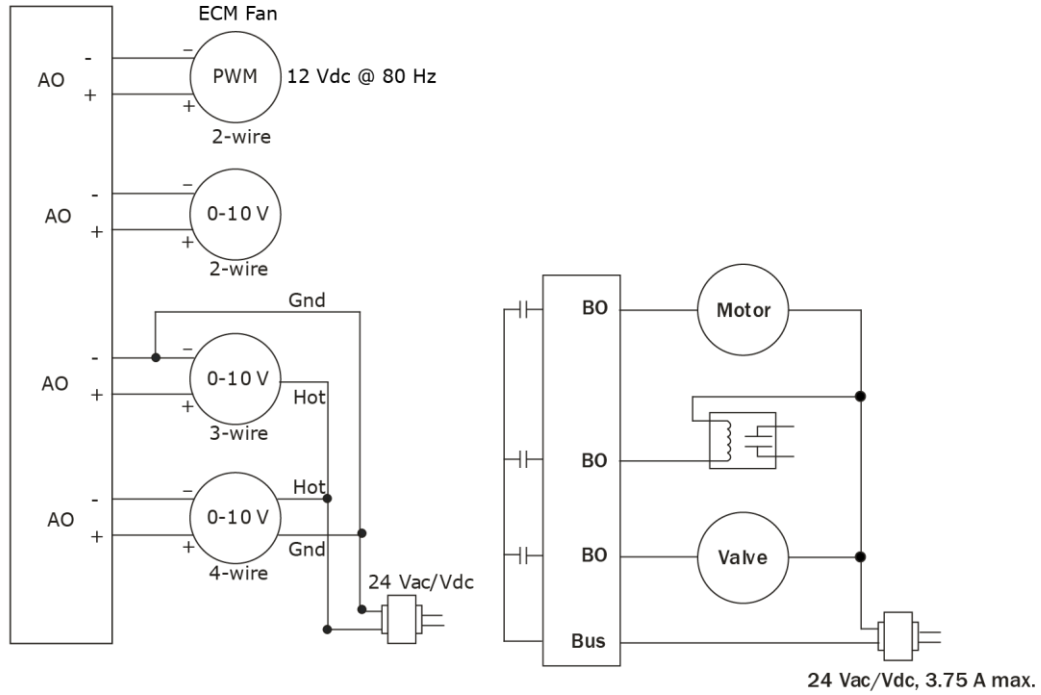 ECM Fan
AO
-
+
–
+
PWM
12 Vdc @ 80 Hz
2-wire
AO
-
+
–
+
0-10 V
2-wire
Gnd
AO
-
+
–
+
0-10 V
Hot
3-wire
AO
-
+
–
+
0-10 V
Hot
Gnd
4-wire
24 Vac/Vdc
BO
Motor
BO
BO
Valve
Bus
24 Vac/Vdc, 3.75 A max.